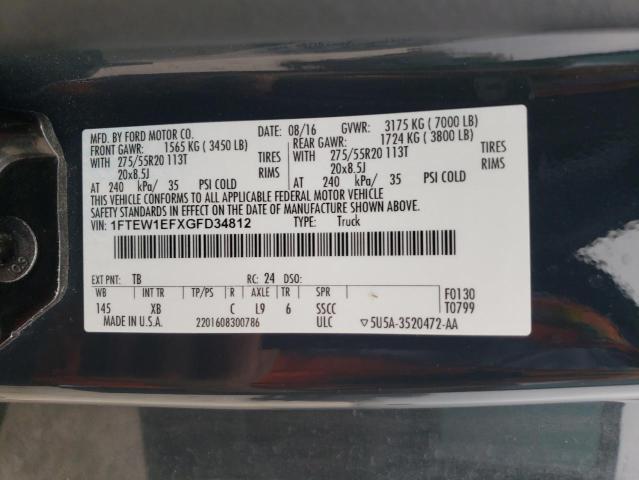 MFD. BY FORD MOTOR CO. DATE: 08/16 GVWR: 3175 KG ( 7000 LB)
FRONT GAWR: 1565 KG ( 3450 LB) REAR GAWR: 1724 KG ( 3800 LB)
WITH 275/55R20 113T TIRES WITH 275/55R20 113T TIRES
20x8.5J RIMS 20x8.5J RIMS
AT 240 kPa/ 35 PSI COLD AT 240 kPa/ 35 PSI COLD
THIS VEHICLE CONFORMS TO ALL APPLICABLE FEDERAL MOTOR VEHICLE
SAFETY STANDARDS IN EFFECT ON THE DATE OF MANUFACTURE SHOWN ABOVE.
VIN: 1FTEW1EFXGFD34812 TYPE: Truck
EXT PNT: TB RC: 24 DSO:
WB INT TR TP/PS R AXLE TR SPR F0130
145 XB C L9 6 SSCC T0799
MADE IN U.S.A. 2201608300786 ULC ▽5U5A-3520472-AA